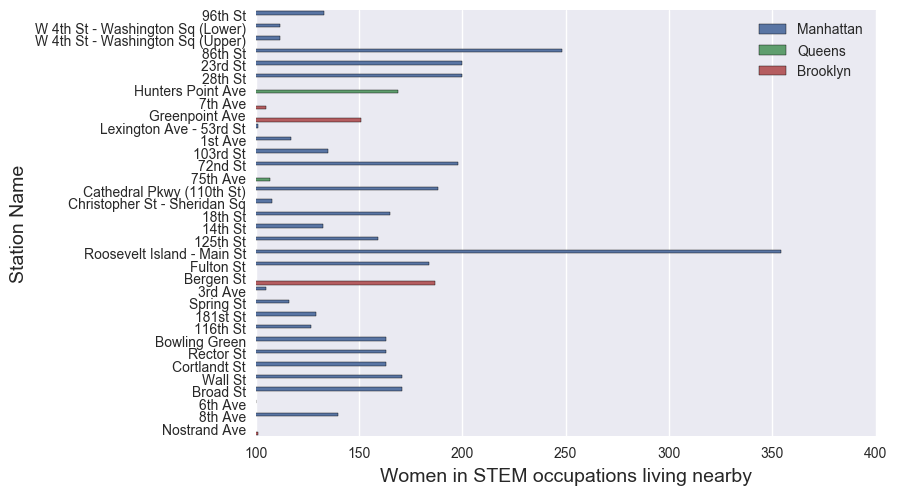 96th St
W 4th St - Washington Sq (Lower)
W 4th St - Washington Sq (Upper)
86th St
23rd St
28th St
Hunters Point Ave
7th Ave
Greenpoint Ave
Lexington Ave - 53rd St
1st Ave
103rd St
72nd St
75th Ave
Cathedral Pkwy (110th St)
Christopher St - Sheridan Sq
18th St
14th St
125th St
Roosevelt Island - Main St
Fulton St
Bergen St
3rd Ave
Spring St
181st St
116th St
Bowling Green
Rector St
Cortlandt St
Wall St
Broad St
6th Ave
8th Ave
Nostrand Ave
Station Name
Manhattan
Queens
Brooklyn
100 150 200 250 300 350 400
Women in STEM occupations living nearby